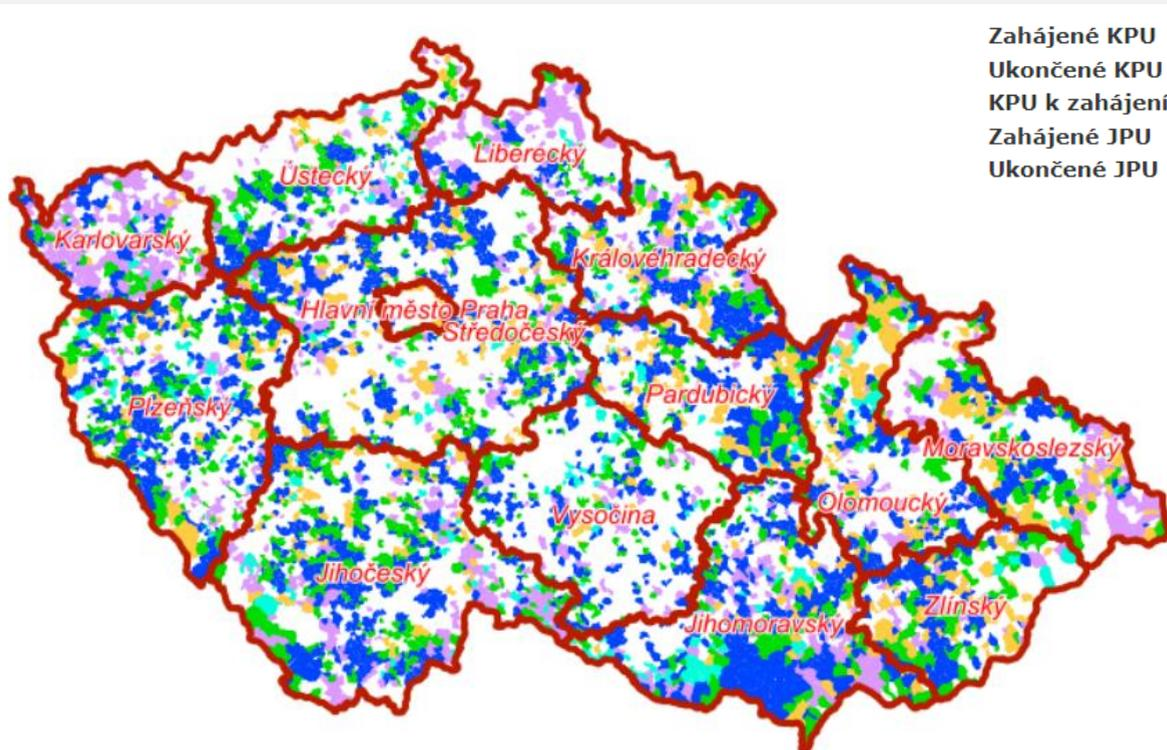 Zahájené KPU
Ukončené KPU
KPU k zahájení
Zahájené JPU
Ukončené JPU
Liberecký
Ústecký
Karlovarský
Královéhradecký
Hlavní město Praha
Středočeský
Pardubický
Plzeňský
Moravskoslezský
Olomoucký
Vysočina
Jihočeský
Zlínský
Jihomoravský